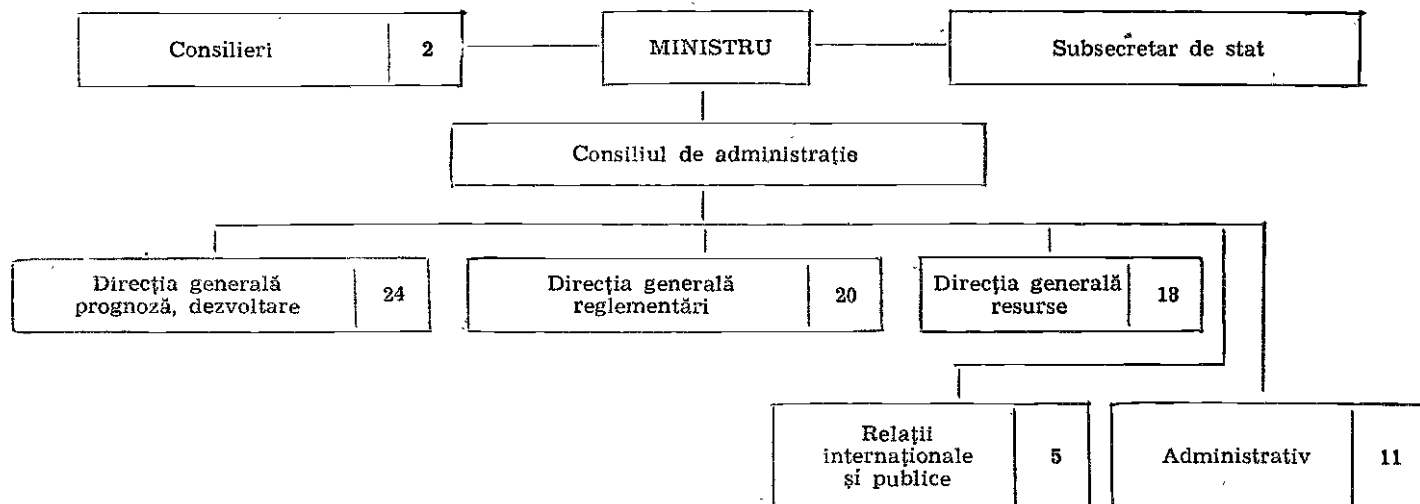 Consilieri 2 MINISTRU Subsecretar de stat
Consiliul de administrație
Direcția generală
prognoză, dezvoltare 24
Direcția generală
reglementări 20
Direcția generală
resurse 18
Relații
internaționale
și publice 5
Administrativ 11